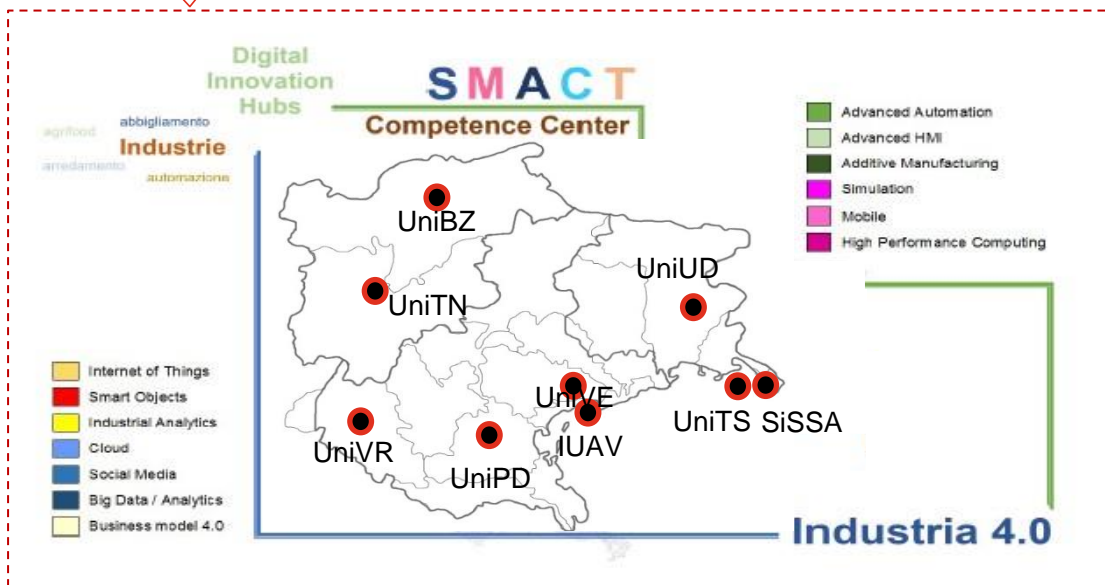 Digital
Innovation
Hubs
SMACT
Competence Center
agrifood
abbigliamento
Industrie
arredamento
automazione
Advanced Automation
Advanced HMI
Additive Manufacturing
Simulation
Mobile
High Performance Computing
UniBZ
UniUD
UniTN
UniVE
UniTS
SiSSA
IUAV
UniVR
UniPD
Internet of Things
Smart Objects
Industrial Analytics
Cloud
Social Media
Big Data / Analytics
Business model 4.0
Industria 4.0